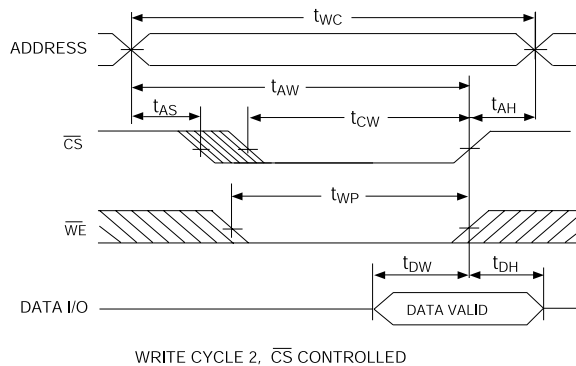 tWC
ADDRESS
tAW
tAS
tCW
tAH
CS
tWP
WE
tDW
tDH
DATA I/O
DATA VALID
WRITE CYCLE 2, CS CONTROLLED